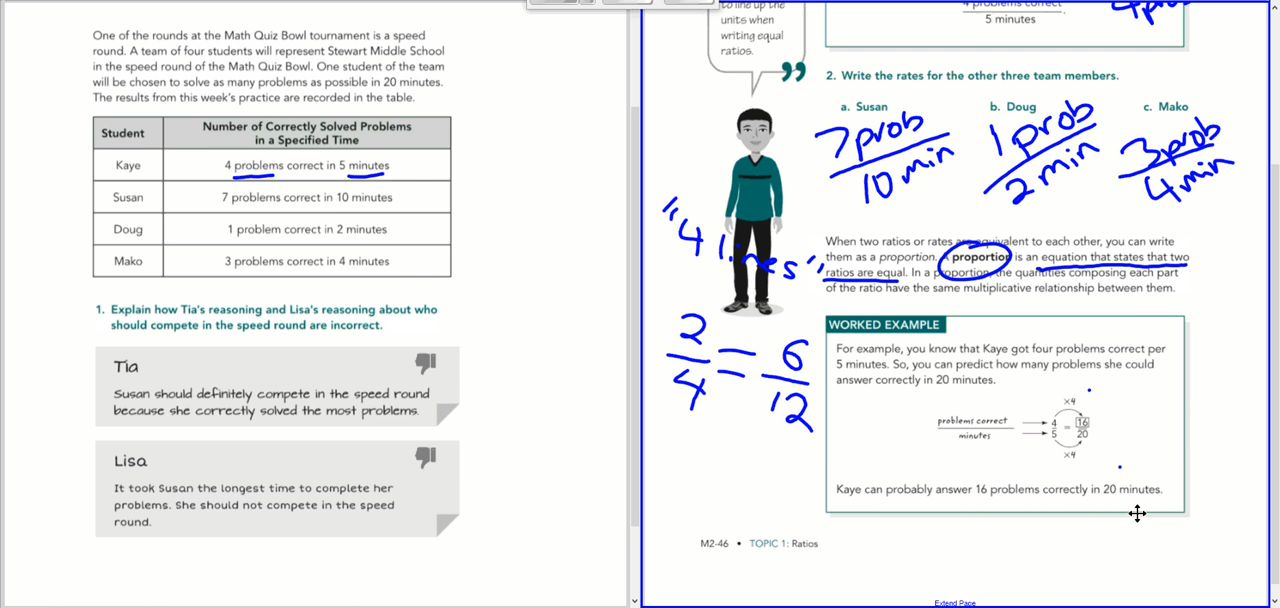 One of the rounds at the Math Quiz Bowl tournament is a speed
round. A team of four students will represent Stewart Middle School
in the speed round of the Math Quiz Bowl. One student of the team
will be chosen to solve as many problems as possible in 20 minutes.
The results from this week's practice are recorded in the table.
Student
Number of Correctly Solved Problems
in a Specified Time
Kaye
4 problems correct in 5 minutes
Susan
7 problems correct in 10 minutes
Doug
1 problem correct in 2 minutes
Mako
3 problems correct in 4 minutes
1. Explain how Tia's reasoning and Lisa's reasoning about who
should compete in the speed round are incorrect.
Tia
Susan should definitely compete in the speed round
because she correctly solved the most problems.
Lisa
It took Susan the longest time to complete her
problems. She should not compete in the speed
round.
to line up the
units when
writing equal
ratios.
4 problems correct
5 minutes
2. Write the rates for the other three team members.
a. Susan
b. Doug
c. Mako
7 prob
10 min
1 prob
2 min
3 prob
4 min
"4 lines"
2
4
=
6
12
When two ratios or rates are equivalent to each other, you can write
them as a proportion. A proportion is an equation that states that two
ratios are equal. In a proportion, the quantities composing each part
of the ratio have the same multiplicative relationship between them.
WORKED EXAMPLE
For example, you know that Kaye got four problems correct per
5 minutes. So, you can predict how many problems she could
answer correctly in 20 minutes.
×4
problems correct
minutes
4
5
=
16
20
×4
Kaye can probably answer 16 problems correctly in 20 minutes.
M2-46 • TOPIC 1: Ratios
Extend Page